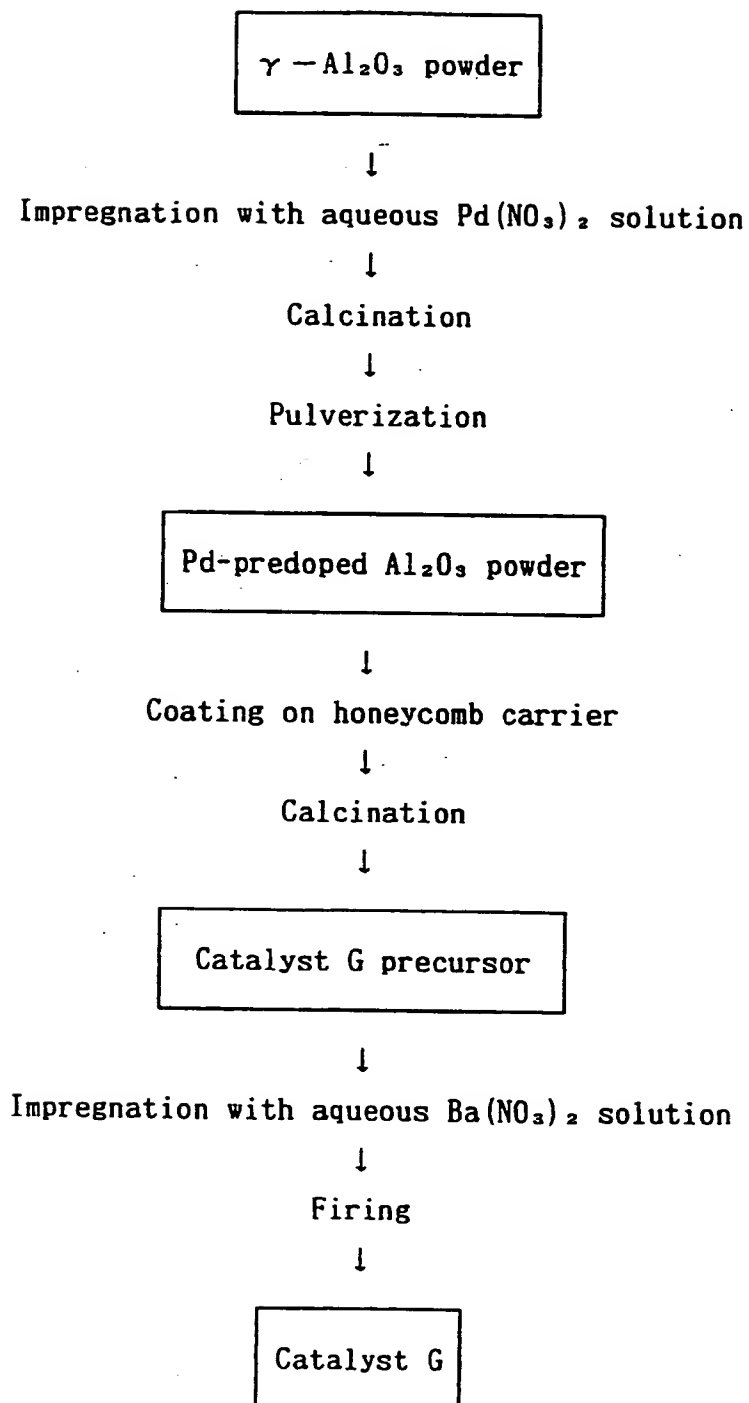 γ-Al₂O₃ powder
↓
Impregnation with aqueous Pd(NO₃)₂ solution
↓
Calcination
↓
Pulverization
↓
Pd-predoped Al₂O₃ powder
↓
Coating on honeycomb carrier
↓
Calcination
↓
Catalyst G precursor
↓
Impregnation with aqueous Ba(NO₃)₂ solution
↓
Firing
↓
Catalyst G